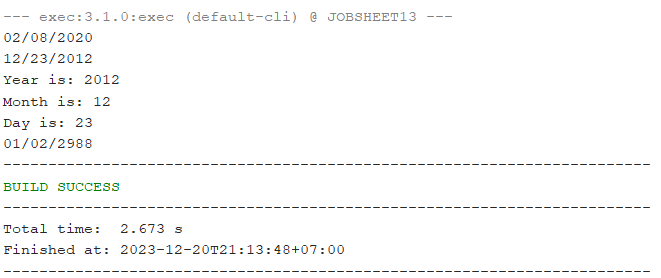 --- exec:3.1.0:exec (default-cli) @ JOBSHEET13 ---
02/08/2020
12/23/2012
Year is: 2012
Month is: 12
Day is: 23
01/02/2988
------------------------------------------------------------------------
BUILD SUCCESS
------------------------------------------------------------------------
Total time:  2.673 s
Finished at: 2023-12-20T21:13:48+07:00
------------------------------------------------------------------------